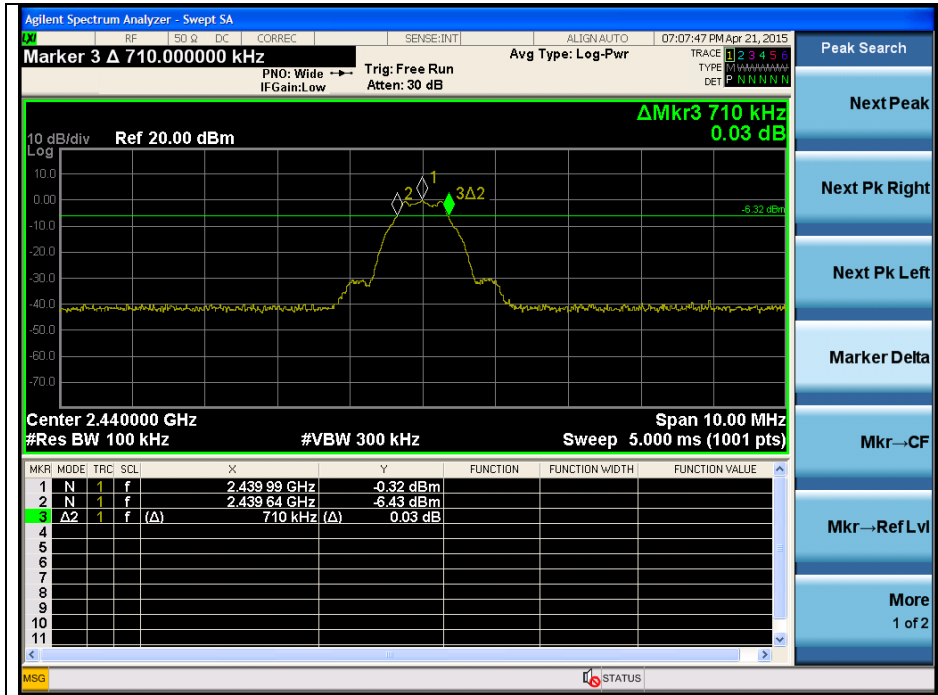 Agilent Spectrum Analyzer - Swept SA
LXI RF 50 Ω DC CORREC SENSE:INT ALIGN AUTO 07:07:47 PM Apr 21, 2015
Marker 3 Δ 710.000000 kHz
PNO: Wide
IFGain:Low
Trig: Free Run
Atten: 30 dB
Avg Type: Log-Pwr
TRACE 1 2 3 4 5 6
TYPE M W W W W W
DET P N N N N N
ΔMkr3 710 kHz
0.03 dB
10 dB/div Ref 20.00 dBm
Log
10.0
0.00
-10.0
-20.0
-30.0
-40.0
-50.0
-60.0
-70.0
1
2
3Δ2
-6.32 dBm
Center 2.440000 GHz Span 10.00 MHz
#Res BW 100 kHz #VBW 300 kHz Sweep 5.000 ms (1001 pts)
MKR MODE TRC SCL X Y FUNCTION FUNCTION WIDTH FUNCTION VALUE
1 N 1 f 2.439 99 GHz -0.32 dBm
2 N 1 f 2.439 64 GHz -6.43 dBm
3 Δ2 1 f (Δ) 710 kHz (Δ) 0.03 dB
4
5
6
7
8
9
10
11
MSG STATUS
Peak Search
Next Peak
Next Pk Right
Next Pk Left
Marker Delta
Mkr→CF
Mkr→Ref Lvl
More
1 of 2